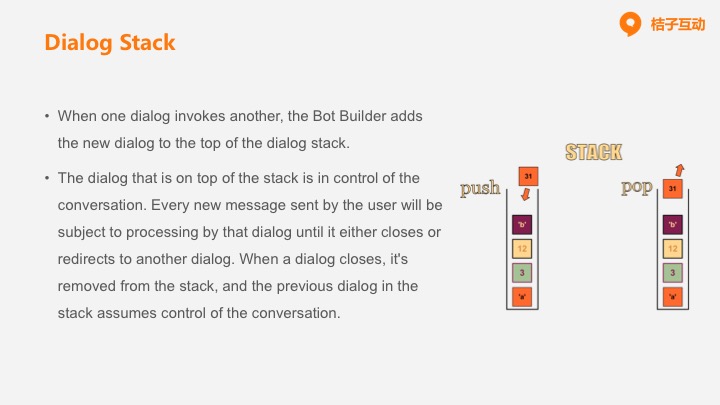 桔子互动
Dialog Stack
• When one dialog invokes another, the Bot Builder adds
the new dialog to the top of the dialog stack.
• The dialog that is on top of the stack is in control of the
conversation. Every new message sent by the user will be
subject to processing by that dialog until it either closes or
redirects to another dialog. When a dialog closes, it's
removed from the stack, and the previous dialog in the
stack assumes control of the conversation.
STACK
push
31
'b'
12
3
'a'
pop
31
'b'
12
3
'a'